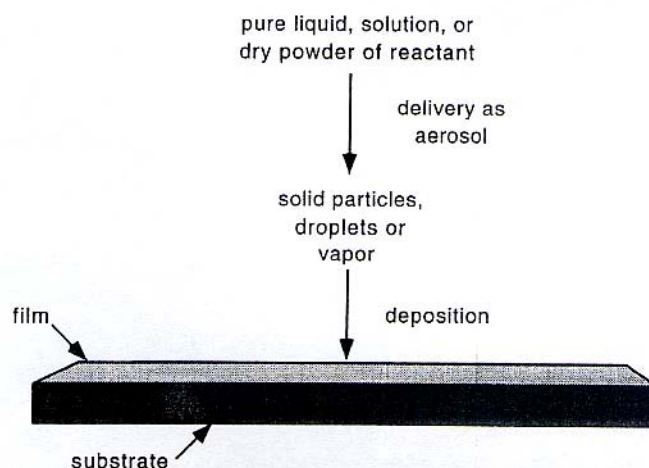 pure liquid, solution, or
dry powder of reactant
delivery as
aerosol
solid particles,
droplets or
vapor
deposition
film
substrate